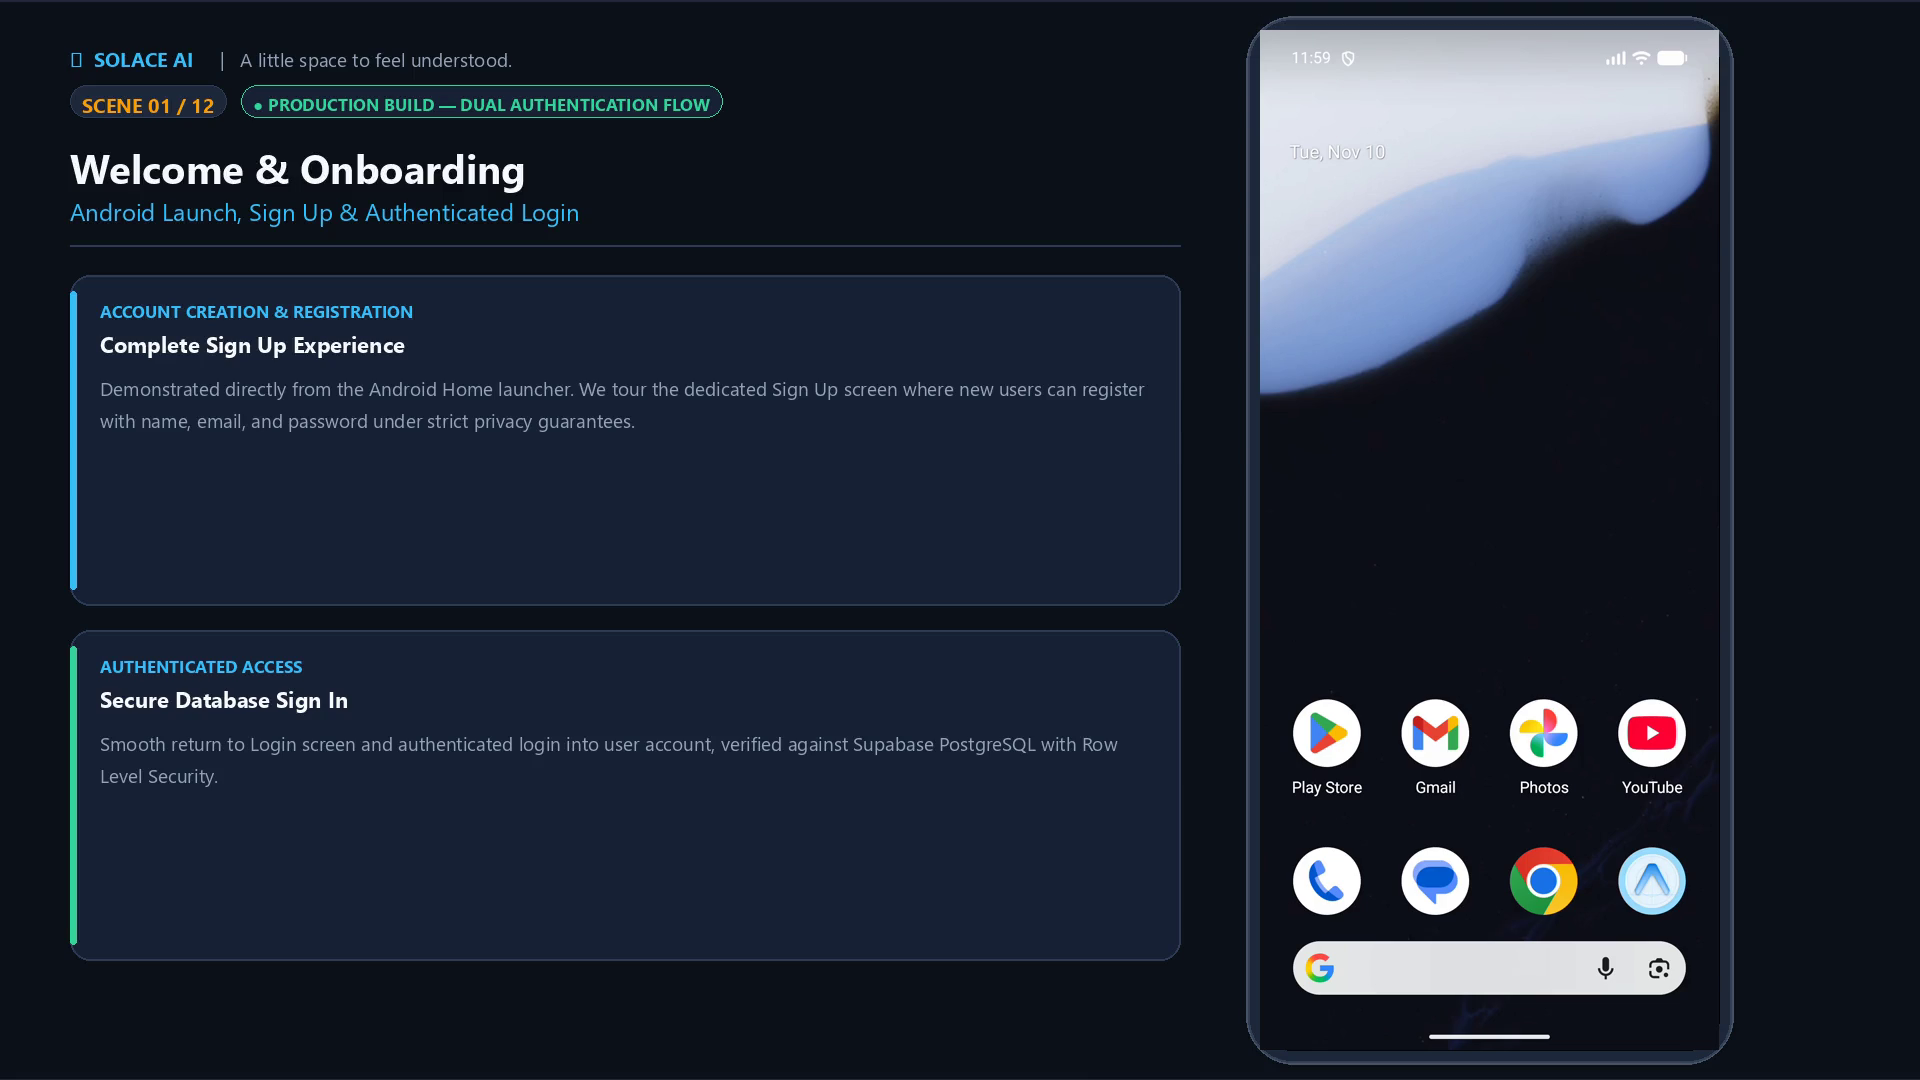 SOLACE AI | A little space to feel understood.
SCENE 01 / 12
● PRODUCTION BUILD — DUAL AUTHENTICATION FLOW
Welcome & Onboarding
Android Launch, Sign Up & Authenticated Login
ACCOUNT CREATION & REGISTRATION
Complete Sign Up Experience
Demonstrated directly from the Android Home launcher. We tour the dedicated Sign Up screen where new users can register
with name, email, and password under strict privacy guarantees.
AUTHENTICATED ACCESS
Secure Database Sign In
Smooth return to Login screen and authenticated login into user account, verified against Supabase PostgreSQL with Row
Level Security.
11:59
Tue, Nov 10
Play Store Gmail Photos YouTube